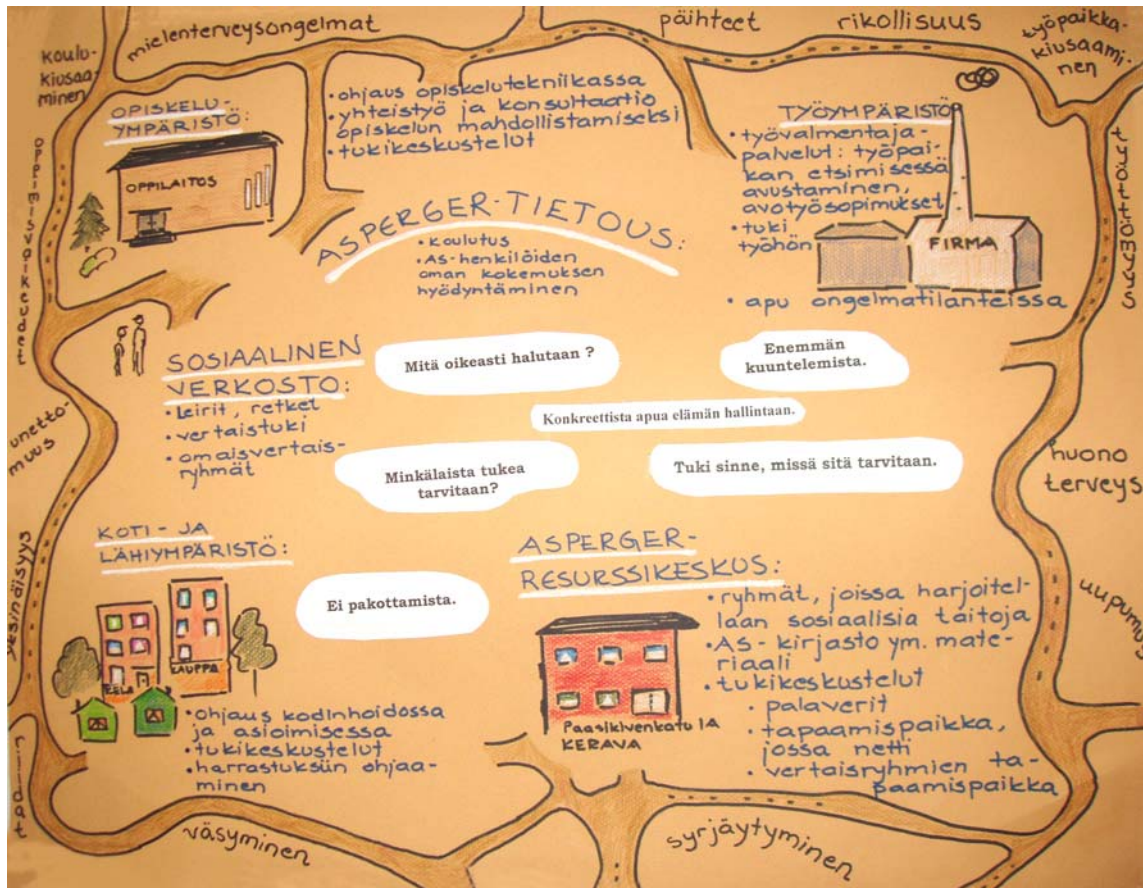 koulu-
kiusaa-
minen
mielenterveysongelmat
päihteet
rikollisuus
työpaikka-
kiusaami-
nen
OPISKELU-
YMPÄRISTÖ:
OPPILAITOS
• ohjaus opiskelutekniikassa
• yhteistyö ja konsultaatio
opiskelun mahdollistamiseksi
• tukikeskustelut
TYÖYMPÄRISTÖ
• työvalmentaja-
palvelut: työpai-
kan etsimisessä
avustaminen,
avotyösopimukset
• tuki
työhön
FIRMA
• apu ongelmatilanteissa
oppimisvaikeudet
työttömyys
ASPERGER-TIETOUS:
• koulutus
• AS-henkilöiden
oman kokemuksen
hyödyntäminen
SOSIAALINEN
VERKOSTO:
• Leirit, retket
• vertaistuki
• omaisvertais-
ryhmät
Mitä oikeasti halutaan ?
Enemmän
kuuntelemista.
Konkreettista apua elämän hallintaan.
Minkälaista tukea
tarvitaan?
Tuki sinne, missä sitä tarvitaan.
unetto-
muus
huono
terveys
KOTI- JA
LÄHIYMPÄRISTÖ:
Ei pakottamista.
KAUPPA
KELA
• ohjaus kodinhoidossa
ja asioimisessa
• tukikeskustelut
• harrastuksiin ohjaa-
minen
ASPERGER-
RESURSSIKESKUS:
• ryhmät, joissa harjoitel-
laan sosiaalisia taitoja
• AS-kirjasto ym. mate-
riaali
• tukikeskustelut
• palaverit
• tapaamispaikka,
jossa netti
• vertaisryhmien ta-
paamispaikka
Paasikivenkatu 1A
KERAVA
yksinäisyys
uupumus
väsyminen
syrjäytyminen